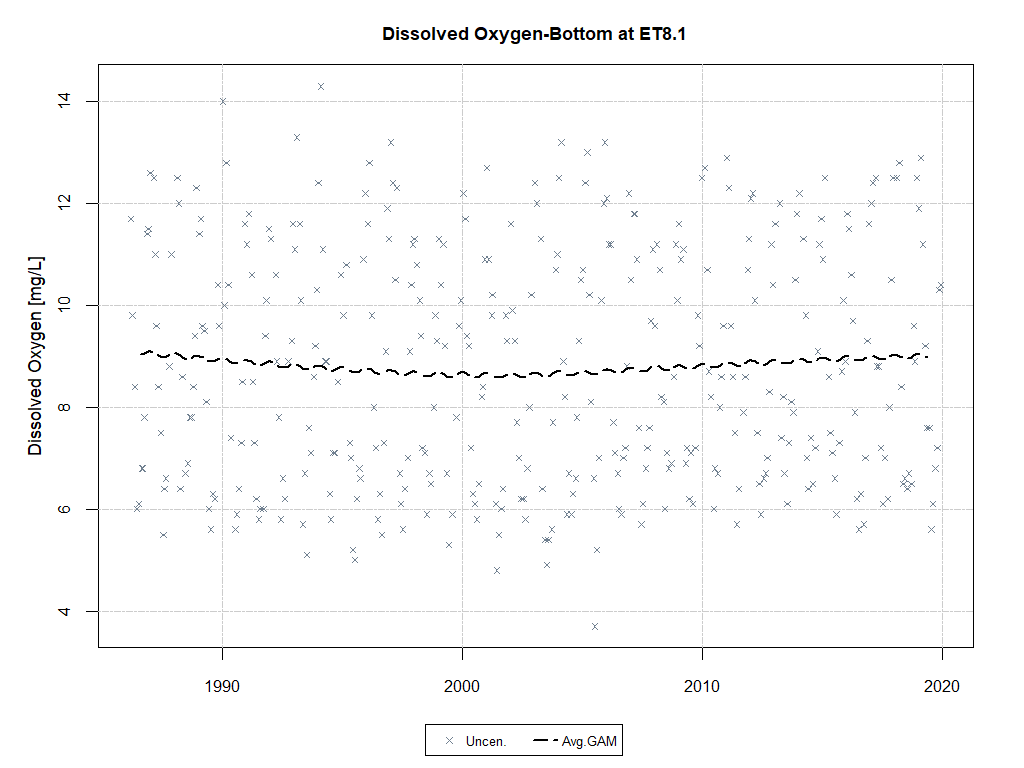 Dissolved Oxygen-Bottom at ET8.1
Dissolved Oxygen [mg/L]
14
12
10
8
6
4
1990 2000 2010 2020
Uncen. Avg.GAM